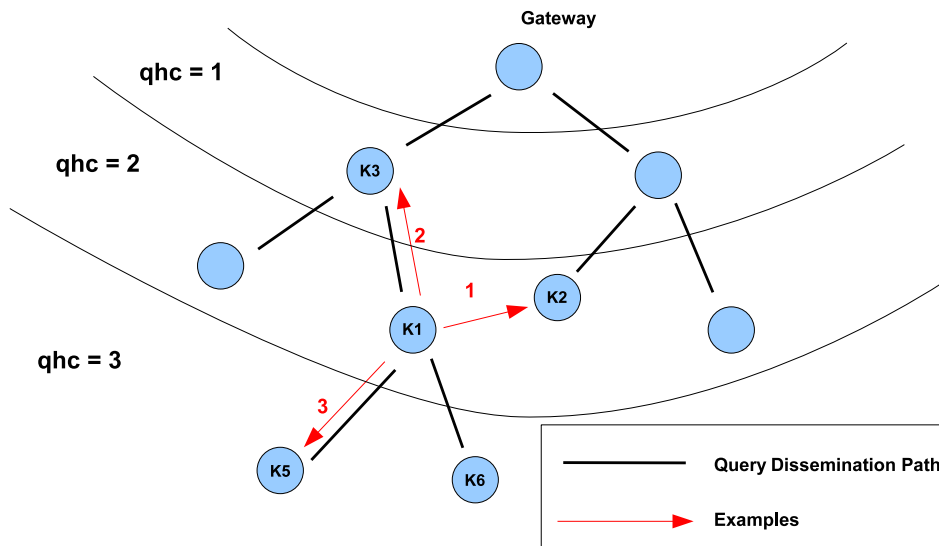 Gateway
qhc = 1
qhc = 2
K3
2
1
K2
K1
qhc = 3
3
K5
K6
Query Dissemination Path
Examples